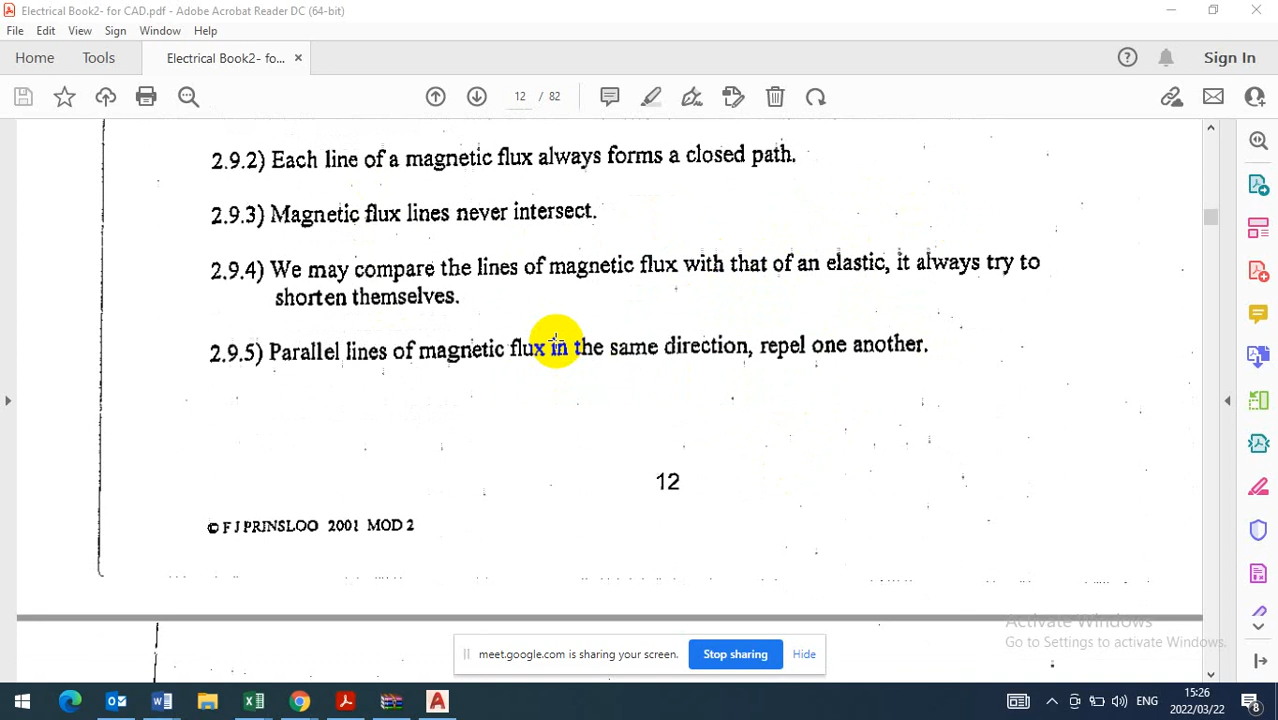 Electrical Book2- for CAD.pdf - Adobe Acrobat Reader DC (64-bit)
File Edit View Sign Window Help
Home Tools Electrical Book2- fo... × Sign In
12 / 82
2.9.2) Each line of a magnetic flux always forms a closed path.
2.9.3) Magnetic flux lines never intersect.
2.9.4) We may compare the lines of magnetic flux with that of an elastic, it always try to
shorten themselves.
2.9.5) Parallel lines of magnetic flux in the same direction, repel one another.
12
© F J PRINSLOO 2001 MOD 2
Activate Windows
Go to Settings to activate Windows.
meet.google.com is sharing your screen. Stop sharing Hide
ENG 15:26
2022/03/22
8